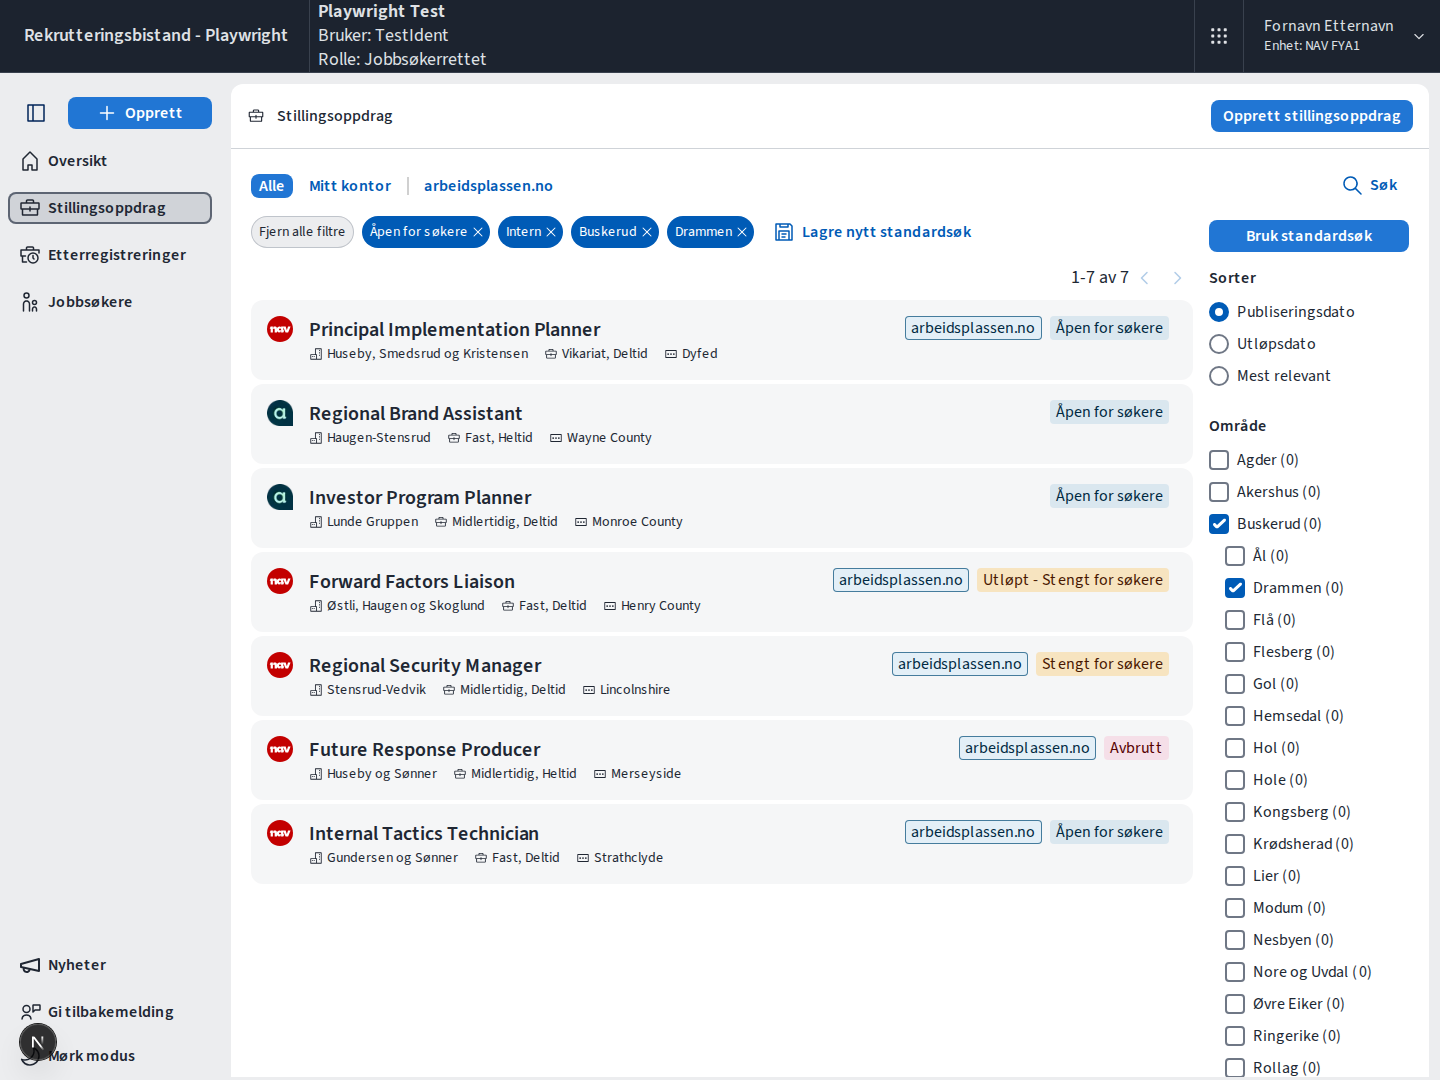 Rekrutteringsbistand - Playwright
Playwright Test
Bruker: TestIdent
Rolle: Jobbsøkerrettet
Fornavn Etternavn
Enhet: NAV FYA1
Opprett
Oversikt
Stillingsoppdrag
Etterregistreringer
Jobbsøkere
Nyheter
Gi tilbakemelding
N
Mørk modus
Stillingsoppdrag
Opprett stillingsoppdrag
Alle
Mitt kontor
arbeidsplassen.no
Søk
Fjern alle filtre
Åpen for søkere
Intern
Buskerud
Drammen
Lagre nytt standardsøk
1-7 av 7
nav
Principal Implementation Planner
arbeidsplassen.no
Åpen for søkere
Huseby, Smedsrud og Kristensen
Vikariat, Deltid
Dyfed
a
Regional Brand Assistant
Åpen for søkere
Haugen-Stensrud
Fast, Heltid
Wayne County
a
Investor Program Planner
Åpen for søkere
Lunde Gruppen
Midlertidig, Deltid
Monroe County
nav
Forward Factors Liaison
arbeidsplassen.no
Utløpt - Stengt for søkere
Østli, Haugen og Skoglund
Fast, Deltid
Henry County
nav
Regional Security Manager
arbeidsplassen.no
Stengt for søkere
Stensrud-Vedvik
Midlertidig, Deltid
Lincolnshire
nav
Future Response Producer
arbeidsplassen.no
Avbrutt
Huseby og Sønner
Midlertidig, Heltid
Merseyside
nav
Internal Tactics Technician
arbeidsplassen.no
Åpen for søkere
Gundersen og Sønner
Fast, Deltid
Strathclyde
Bruk standardsøk
Sorter
Publiseringsdato
Utløpsdato
Mest relevant
Område
Agder (0)
Akershus (0)
Buskerud (0)
Ål (0)
Drammen (0)
Flå (0)
Flesberg (0)
Gol (0)
Hemsedal (0)
Hol (0)
Hole (0)
Kongsberg (0)
Krødsherad (0)
Lier (0)
Modum (0)
Nesbyen (0)
Nore og Uvdal (0)
Øvre Eiker (0)
Ringerike (0)
Rollag (0)